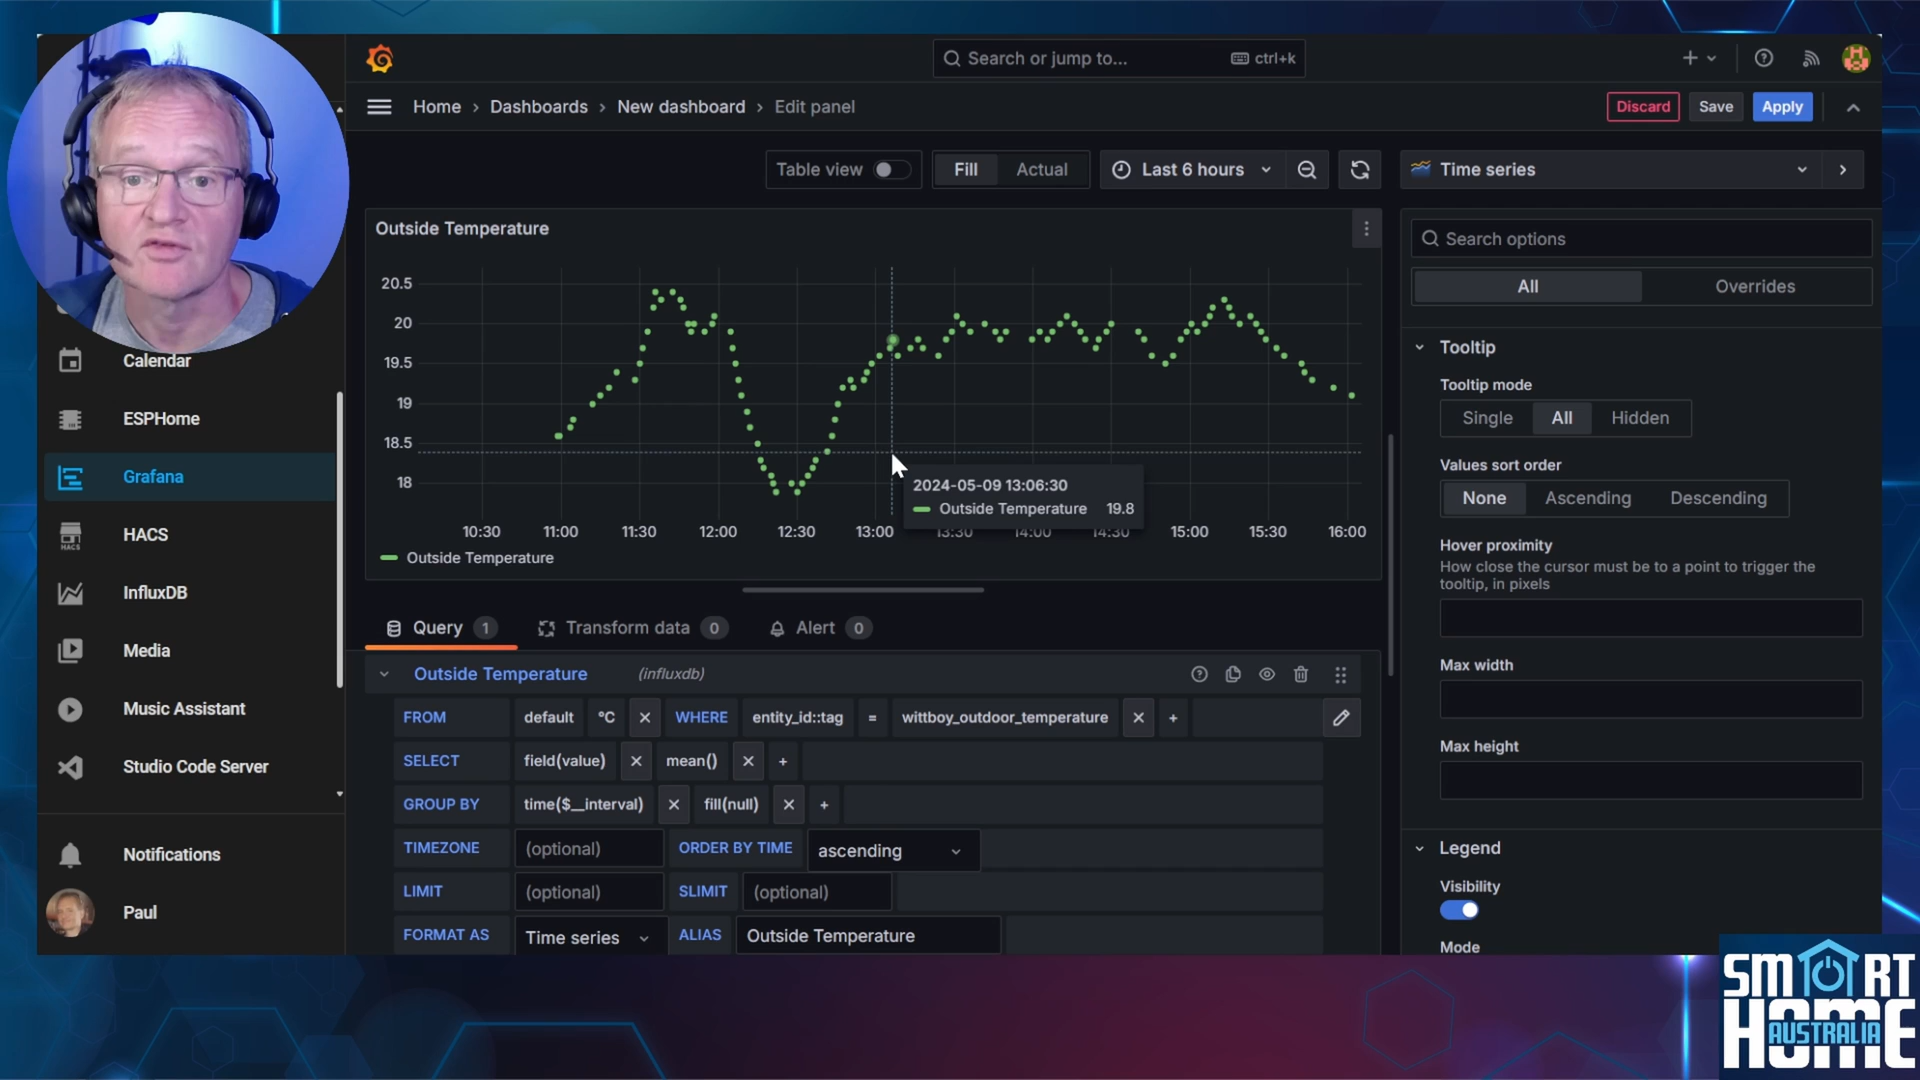 Search or jump to...
ctrl+k
Home > Dashboards > New dashboard > Edit panel
Discard Save Apply
Table view Fill Actual Last 6 hours Time series
Outside Temperature
20.5
20
19.5
19
18.5
18
10:30 11:00 11:30 12:00 12:30 13:00 13:30 14:00 14:30 15:00 15:30 16:00
2024-05-09 13:06:30
Outside Temperature 19.8
Outside Temperature
Query 1 Transform data 0 Alert 0
Outside Temperature (influxdb)
FROM default °C WHERE entity_id::tag = wittboy_outdoor_temperature +
SELECT field(value) mean() +
GROUP BY time($__interval) fill(null) +
TIMEZONE (optional) ORDER BY TIME ascending
LIMIT (optional) SLIMIT (optional)
FORMAT AS Time series ALIAS Outside Temperature
Search options
All Overrides
Tooltip
Tooltip mode
Single All Hidden
Values sort order
None Ascending Descending
Hover proximity
How close the cursor must be to a point to trigger the
tooltip, in pixels
Max width
Max height
Legend
Visibility
Mode
Calendar
ESPHome
Grafana
HACS
HACS
InfluxDB
Media
Music Assistant
Studio Code Server
Notifications
Paul
SMART
HOME
AUSTRALIA